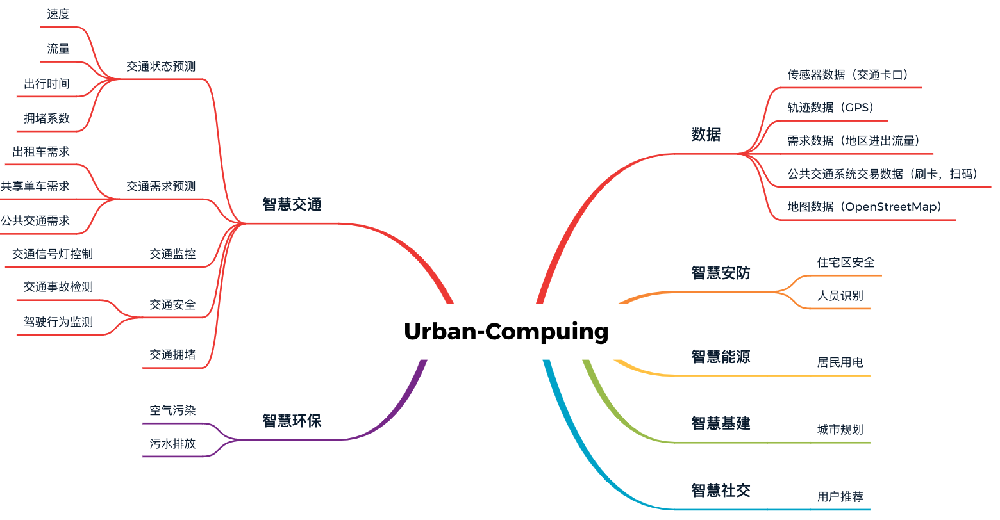 速度
流量
出行时间
拥堵系数
交通状态预测
出租车需求
共享单车需求
公共交通需求
交通需求预测
交通信号灯控制
交通监控
交通事故检测
驾驶行为监测
交通安全
交通拥堵
智慧交通
空气污染
污水排放
智慧环保
Urban-Compuing
数据
传感器数据（交通卡口）
轨迹数据（GPS）
需求数据（地区进出流量）
公共交通系统交易数据（刷卡，扫码）
地图数据（OpenStreetMap）
智慧安防
住宅区安全
人员识别
智慧能源
居民用电
智慧基建
城市规划
智慧社交
用户推荐